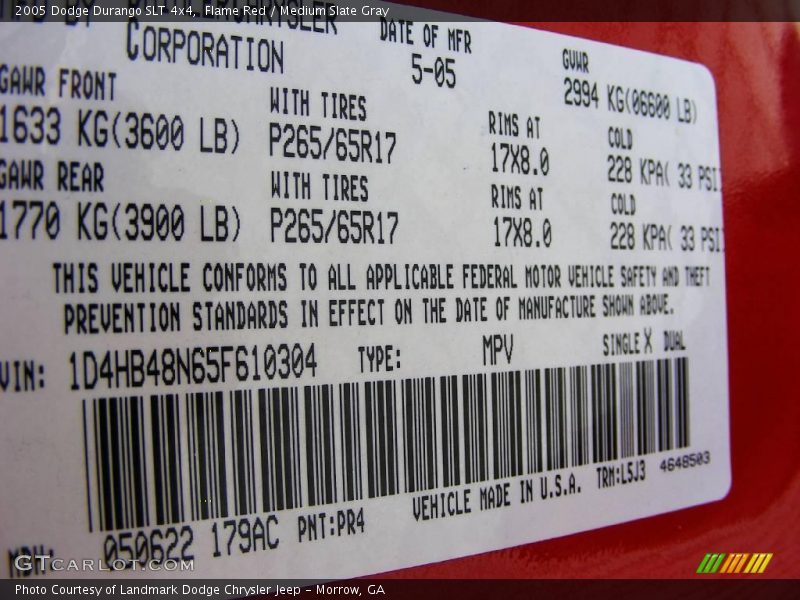 2005 Dodge Durango SLT 4x4, Flame Red / Medium Slate Gray
BY
CORPORATION
DATE OF MFR
5-05
GVWR
2994 KG(06600 LB)
GAWR FRONT
1633 KG(3600 LB)
WITH TIRES
P265/65R17
RIMS AT
17X8.0
COLD
228 KPA( 33 PSI
GAWR REAR
1770 KG(3900 LB)
WITH TIRES
P265/65R17
RIMS AT
17X8.0
COLD
228 KPA( 33 PSI
THIS VEHICLE CONFORMS TO ALL APPLICABLE FEDERAL MOTOR VEHICLE SAFETY AND THEFT
PREVENTION STANDARDS IN EFFECT ON THE DATE OF MANUFACTURE SHOWN ABOVE.
VIN: 1D4HB48N65F610304 TYPE: MPV SINGLE X DUAL
MDH: 050622 179AC PNT:PR4 VEHICLE MADE IN U.S.A. TRM:L5J3 4648503
GTCarLot.com
Photo Courtesy of Landmark Dodge Chrysler Jeep - Morrow, GA